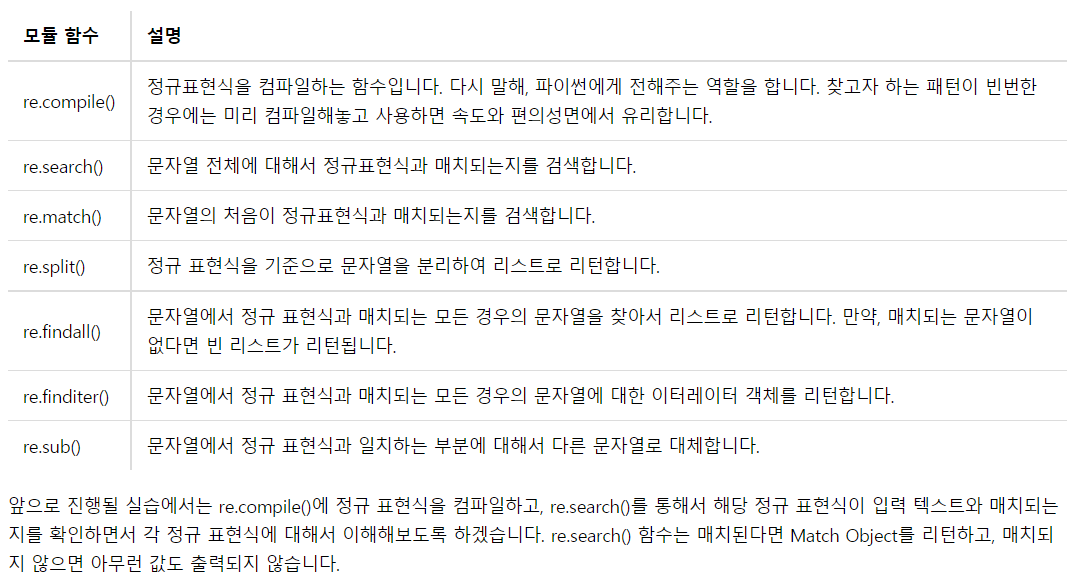 모듈 함수 설명
re.compile() 정규표현식을 컴파일하는 함수입니다. 다시 말해, 파이썬에게 전해주는 역할을 합니다. 찾고자 하는 패턴이 빈번한
경우에는 미리 컴파일해놓고 사용하면 속도와 편의성면에서 유리합니다.
re.search() 문자열 전체에 대해서 정규표현식과 매치되는지를 검색합니다.
re.match() 문자열의 처음이 정규표현식과 매치되는지를 검색합니다.
re.split() 정규 표현식을 기준으로 문자열을 분리하여 리스트로 리턴합니다.
re.findall() 문자열에서 정규 표현식과 매치되는 모든 경우의 문자열을 찾아서 리스트로 리턴합니다. 만약, 매치되는 문자열이
없다면 빈 리스트가 리턴됩니다.
re.finditer() 문자열에서 정규 표현식과 매치되는 모든 경우의 문자열에 대한 이터레이터 객체를 리턴합니다.
re.sub() 문자열에서 정규 표현식과 일치하는 부분에 대해서 다른 문자열로 대체합니다.
앞으로 진행될 실습에서는 re.compile()에 정규 표현식을 컴파일하고, re.search()를 통해서 해당 정규 표현식이 입력 텍스트와 매치되는
지를 확인하면서 각 정규 표현식에 대해서 이해해보도록 하겠습니다. re.search() 함수는 매치된다면 Match Object를 리턴하고, 매치되
지 않으면 아무런 값도 출력되지 않습니다.